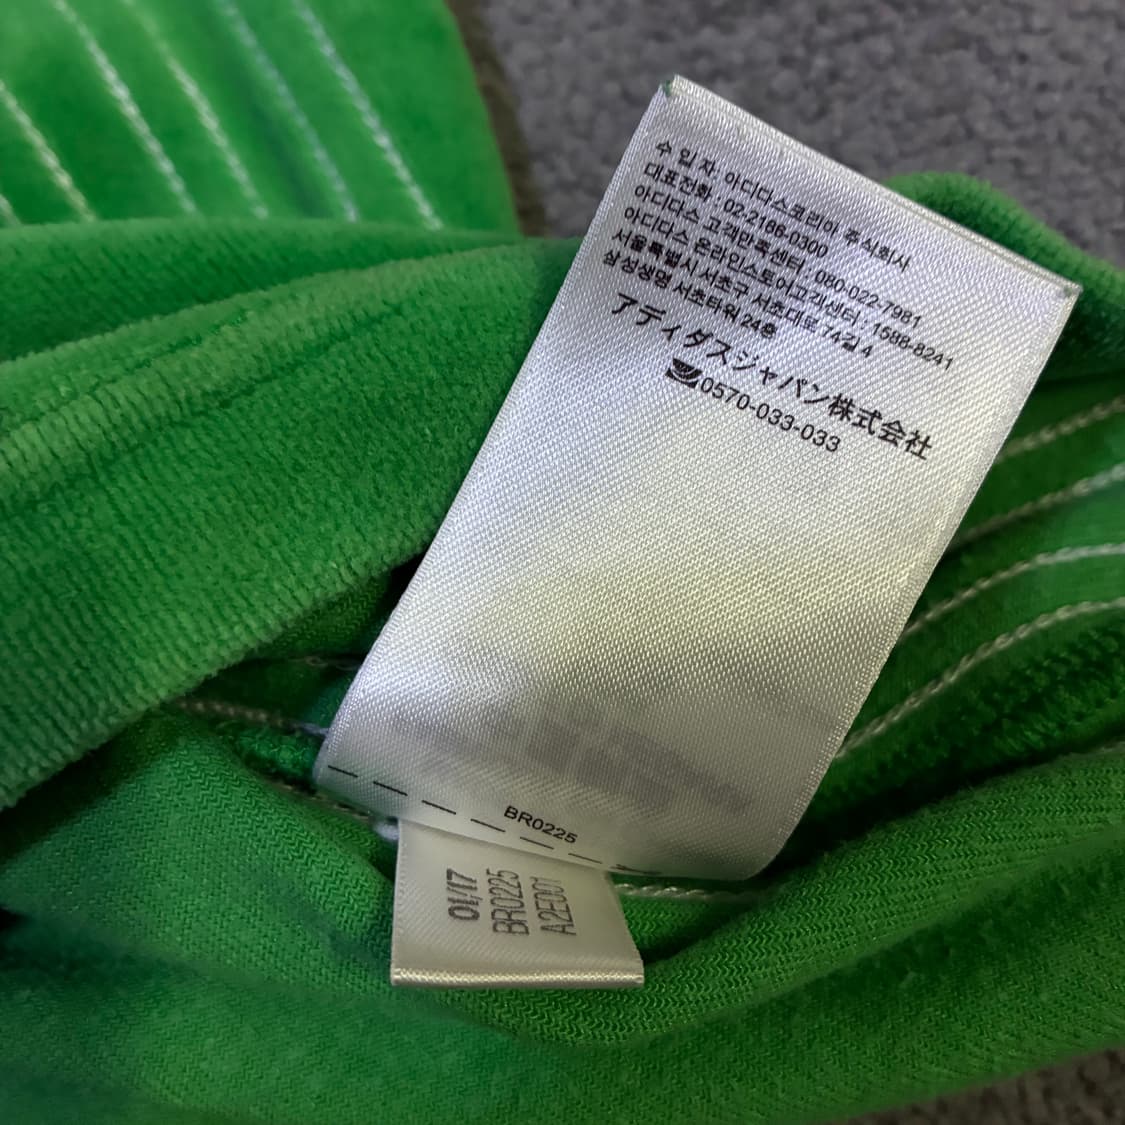 수 입 자: 아디다스코리아 주식회사
대표전화 : 02-2186-0300
아디다스 고객만족센터 : 080-022-7981
아디다스 온라인스토어고객센터 : 1588-8241
서울특별시 서초구 서초대로 74길 4
삼성생명 서초타워 24층
アディダスジャパン株式会社
0570-033-033
BR0225
01/17
BR0225
A2E001